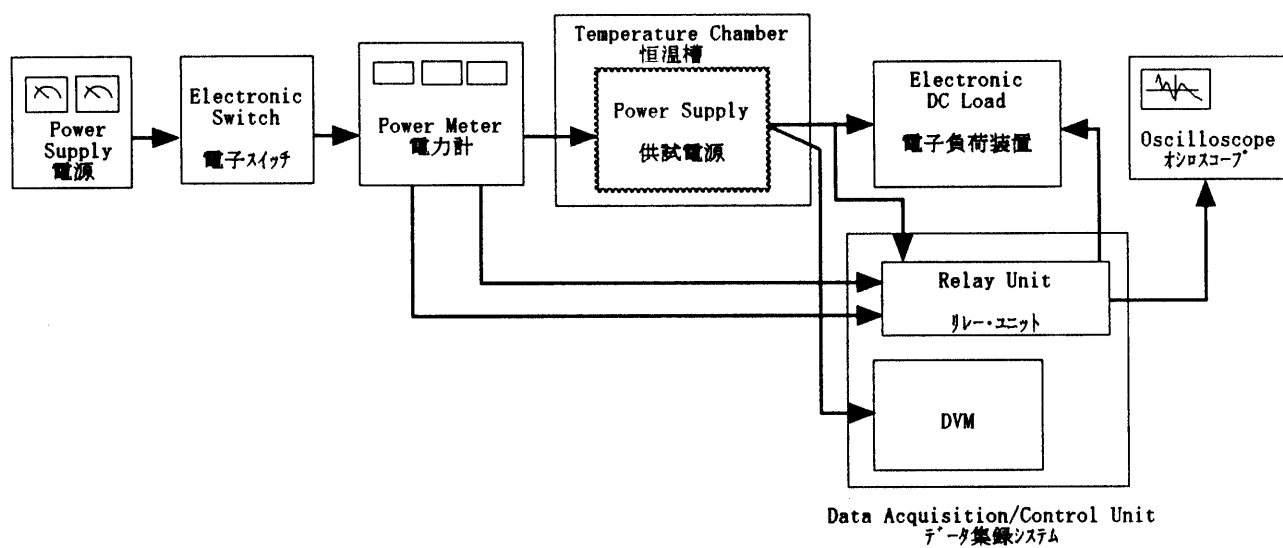 Power
Supply
電源
Electronic
Switch
電子スイッチ
Power Meter
電力計
Temperature Chamber
恒温槽
Power Supply
供試電源
Electronic
DC Load
電子負荷装置
Oscilloscope
オシロスコープ
Relay Unit
リレー・ユニット
DVM
Data Acquisition/Control Unit
データ集録システム